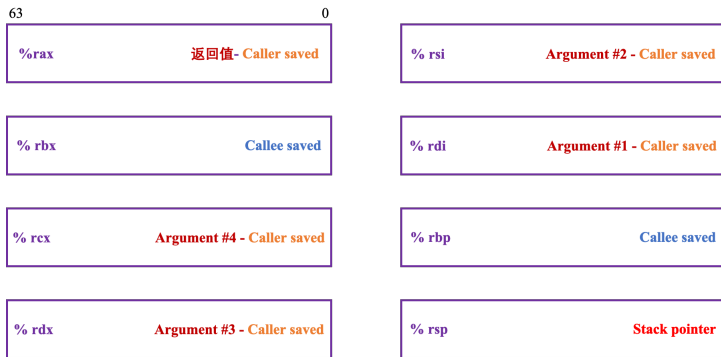 63 0
%rax 返回值- Caller saved
% rbx Callee saved
% rcx Argument #4 - Caller saved
% rdx Argument #3 - Caller saved
% rsi Argument #2 - Caller saved
% rdi Argument #1 - Caller saved
% rbp Callee saved
% rsp Stack pointer